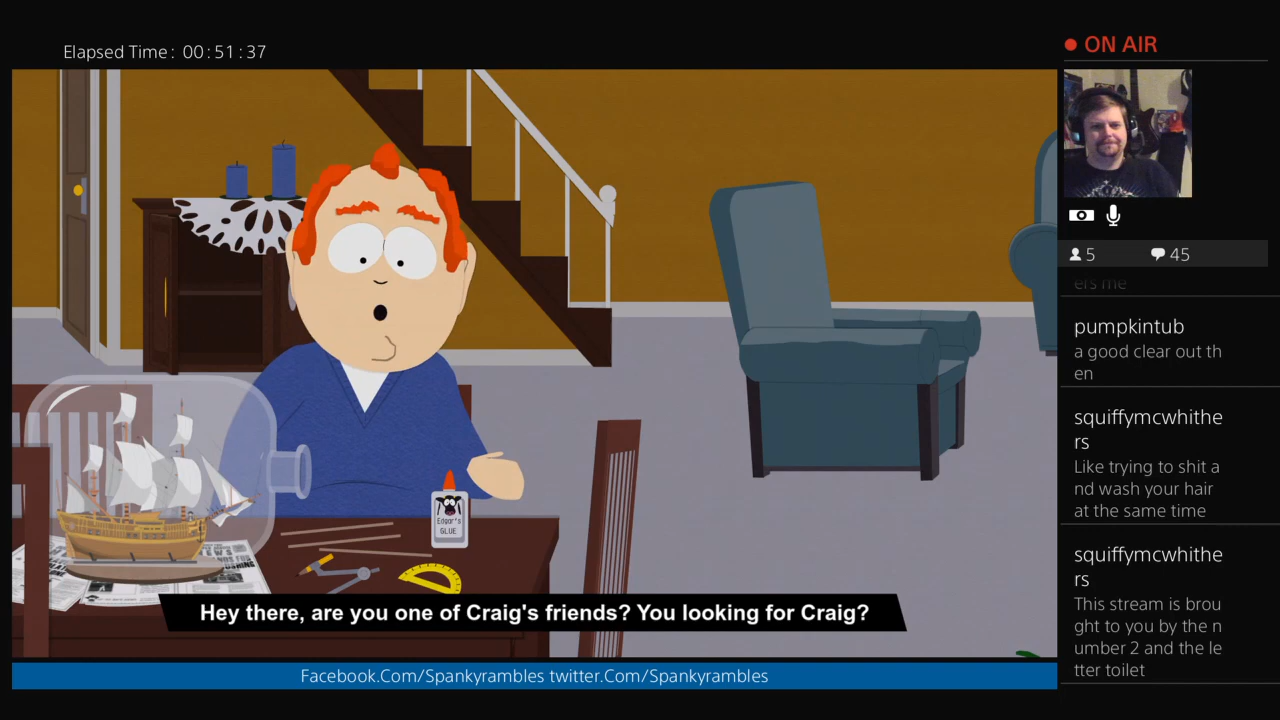 Elapsed Time: 00:51:37
ON AIR
5 45
ers me
pumpkintub
a good clear out th
en
squiffymcwhithe
rs
Like trying to shit a
nd wash your hair
at the same time
squiffymcwhithe
rs
This stream is brou
ght to you by the n
umber 2 and the le
tter toilet
Edgar's
GLUE
Hey there, are you one of Craig's friends? You looking for Craig?
Facebook.Com/Spankyrambles twitter.Com/Spankyrambles